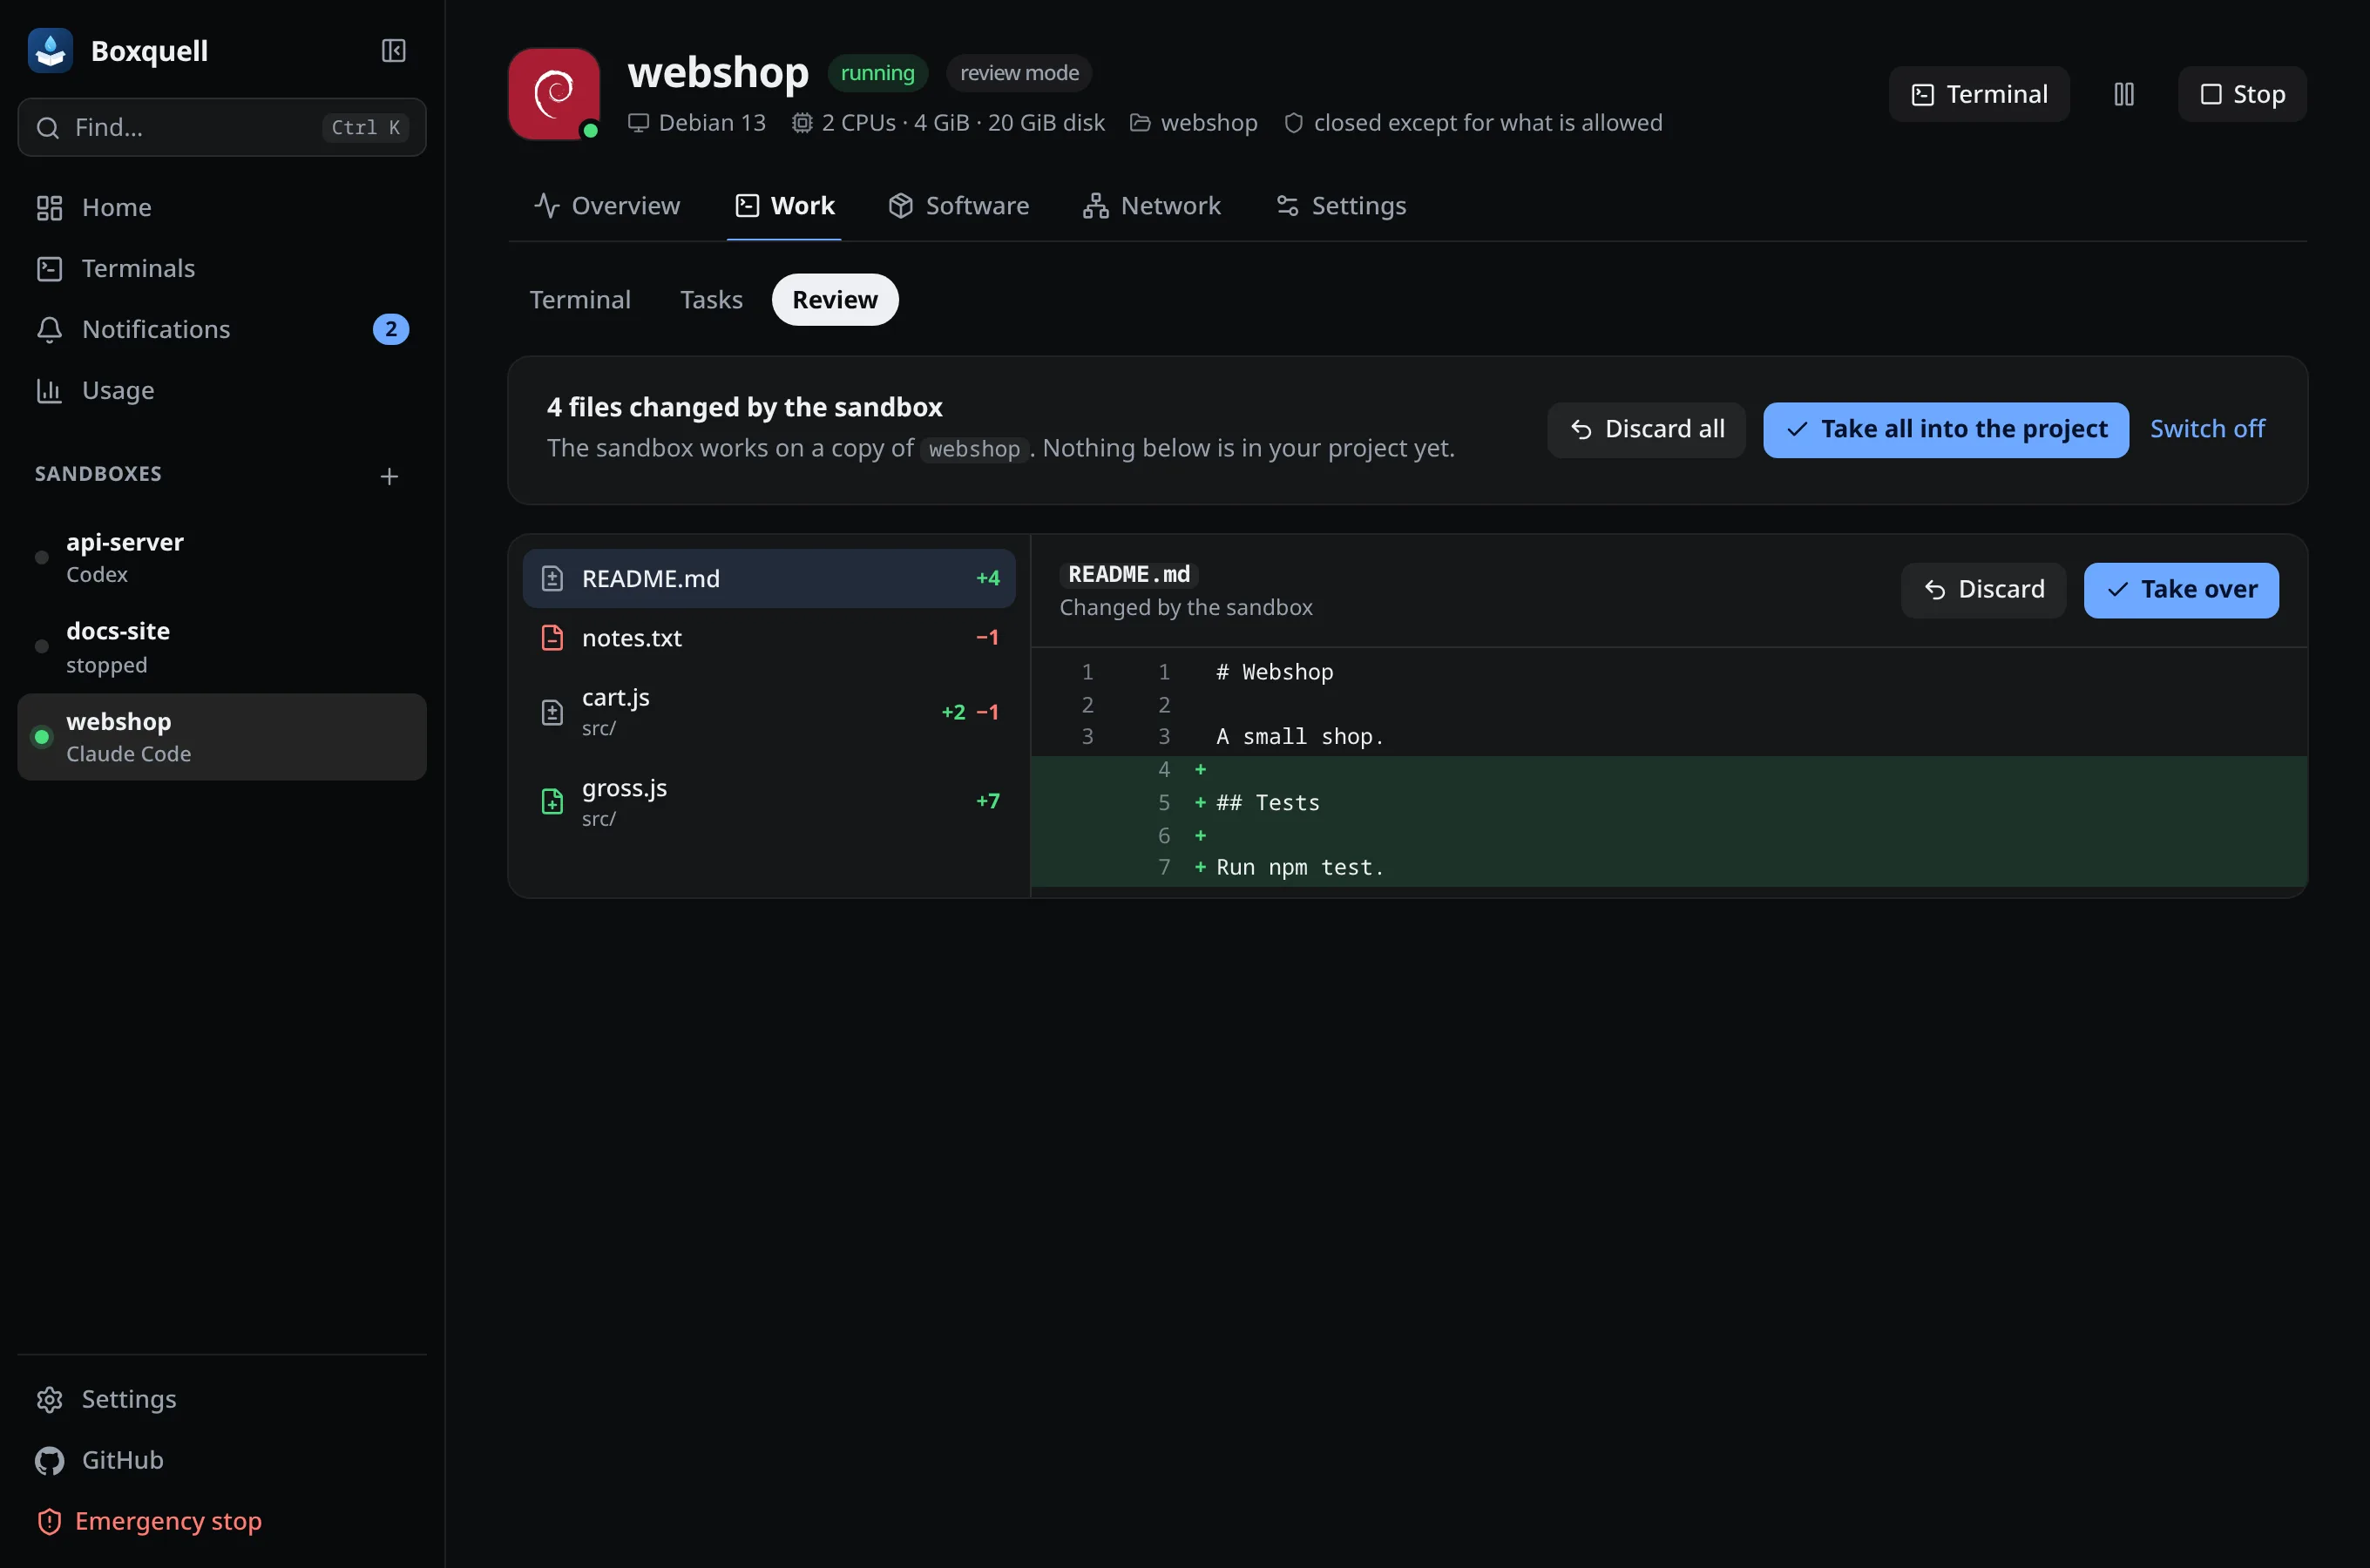 Boxquell
Find... Ctrl K
Home
Terminals
Notifications 2
Usage
SANDBOXES
api-server
Codex
docs-site
stopped
webshop
Claude Code
Settings
GitHub
Emergency stop
webshop running review mode
Debian 13 2 CPUs · 4 GiB · 20 GiB disk webshop closed except for what is allowed
Terminal Stop
Overview Work Software Network Settings
Terminal Tasks Review
4 files changed by the sandbox
The sandbox works on a copy of webshop. Nothing below is in your project yet.
Discard all Take all into the project Switch off
README.md +4
notes.txt −1
cart.js
src/
+2 −1
gross.js
src/
+7
README.md
Changed by the sandbox
Discard Take over
1 1 # Webshop
2 2
3 3 A small shop.
4 +
5 + ## Tests
6 +
7 + Run npm test.